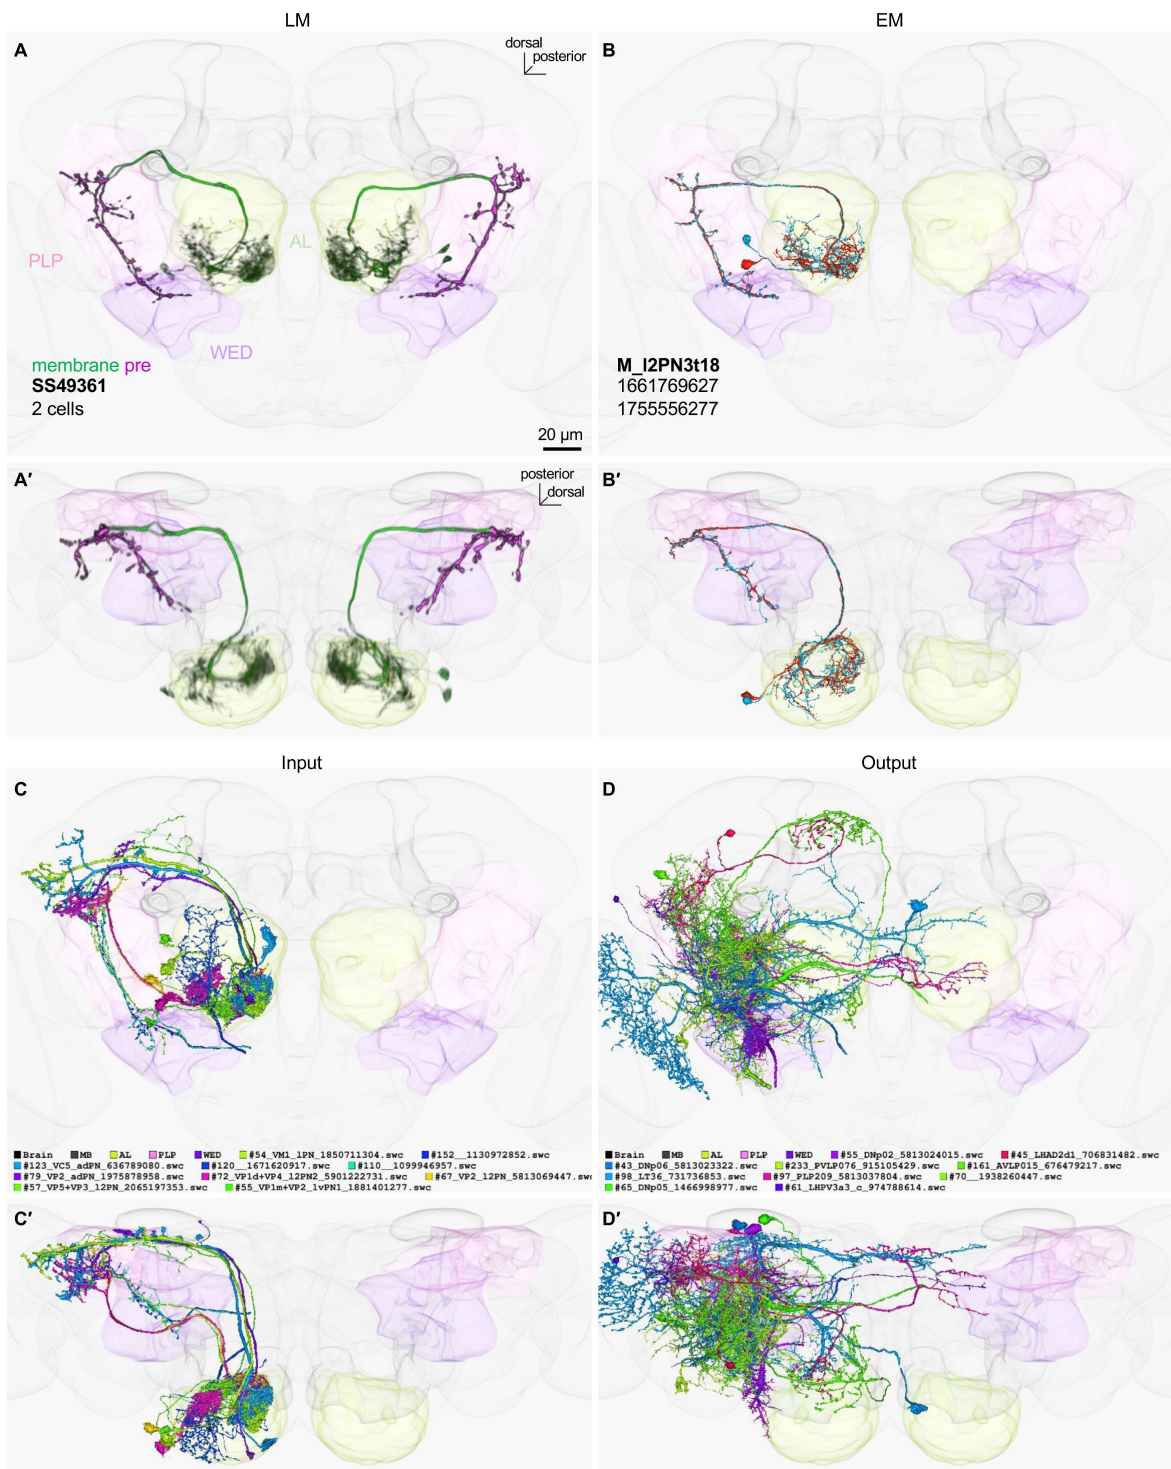 LM
EM
A
dorsal
posterior
B
AL
PLP
WED
membrane pre
SS49361
2 cells
20 µm
M_l2PN3t18
1661769627
1755556277
A′
posterior
dorsal
B′
Input
Output
C
D
Brain MB AL PLP WED #54_VM1_lPN_1850711304.swc #152__1130972852.swc
#123_VC5_adPN_636789080.swc #120__1671620917.swc #110__1099946957.swc
#79_VP2_adPN_1975878958.swc #72_VP1d+VP4_l2PN2_5901222731.swc #67_VP2_l2PN_5813069447.swc
#57_VP5+VP3_l2PN_2065197353.swc #55_VP1m+VP2_lvPN1_1881401277.swc
Brain MB AL PLP WED #55_DNp02_5813024015.swc #45_LHAD2d1_706831482.swc
#43_DNp06_5813023322.swc #233_PVLP076_915105429.swc #161_AVLP015_676479217.swc
#98_LT36_731736853.swc #97_PLP209_5813037804.swc #70__1938260447.swc
#65_DNp05_1466998977.swc #61_LHPV3a3_c_974788614.swc
C′
D′